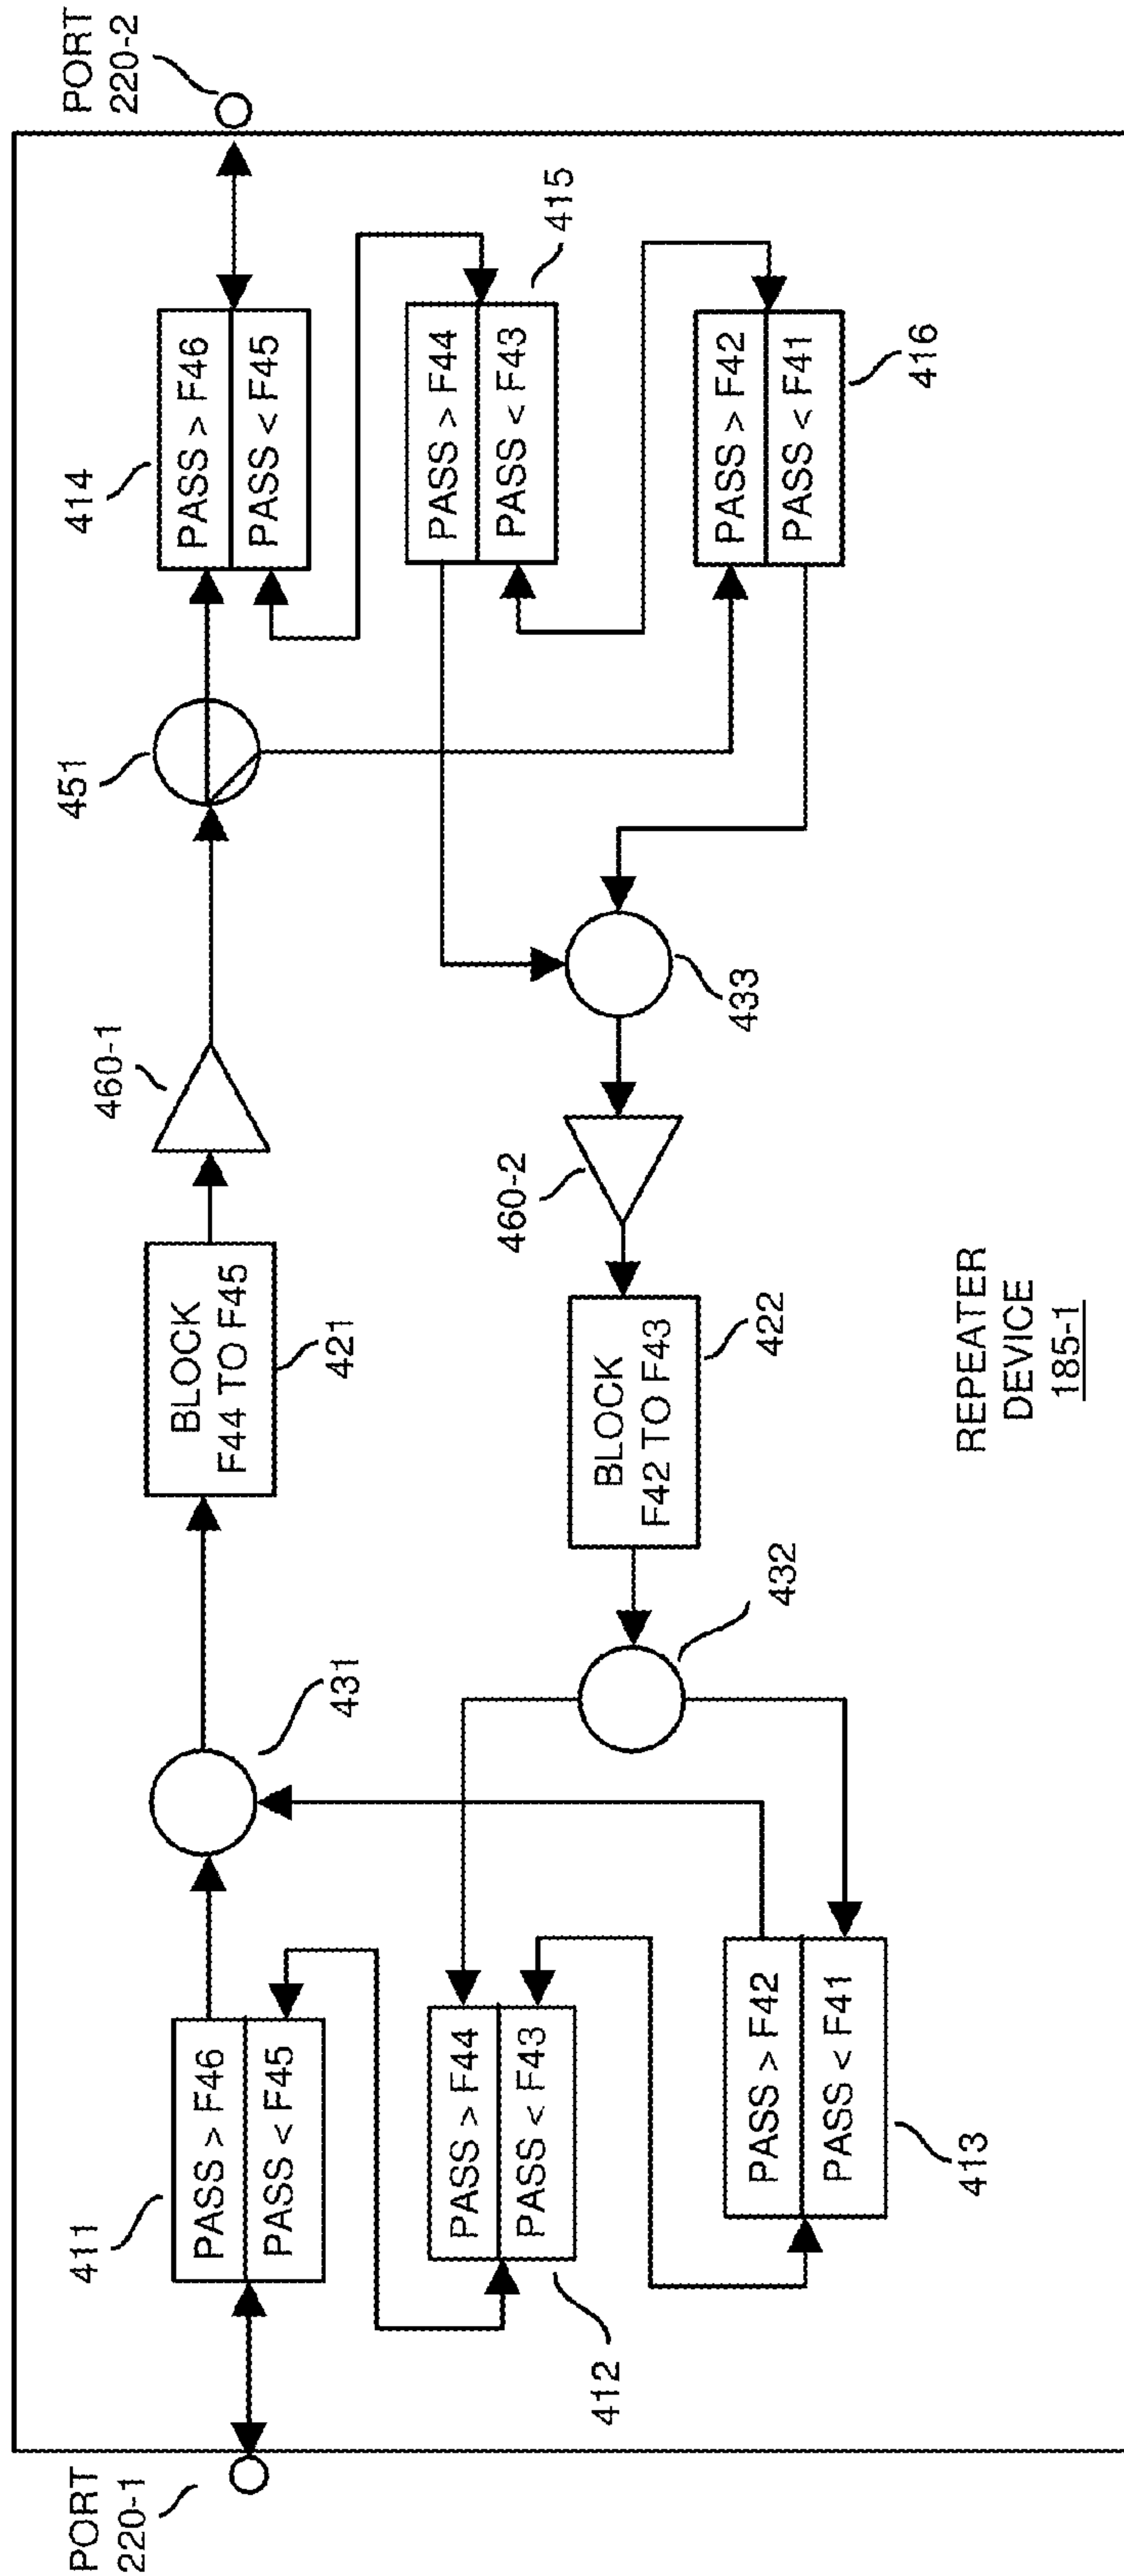 PORT
220-1
411
PASS > F46
PASS < F45
431
BLOCK
F44 TO F45
421
460-1
451
414
PASS > F46
PASS < F45
PORT
220-2
412
PASS > F44
PASS < F43
415
PASS > F44
PASS < F43
413
PASS > F42
PASS < F41
432
BLOCK
F42 TO F43
422
460-2
433
416
PASS > F42
PASS < F41
REPEATER
DEVICE
185-1